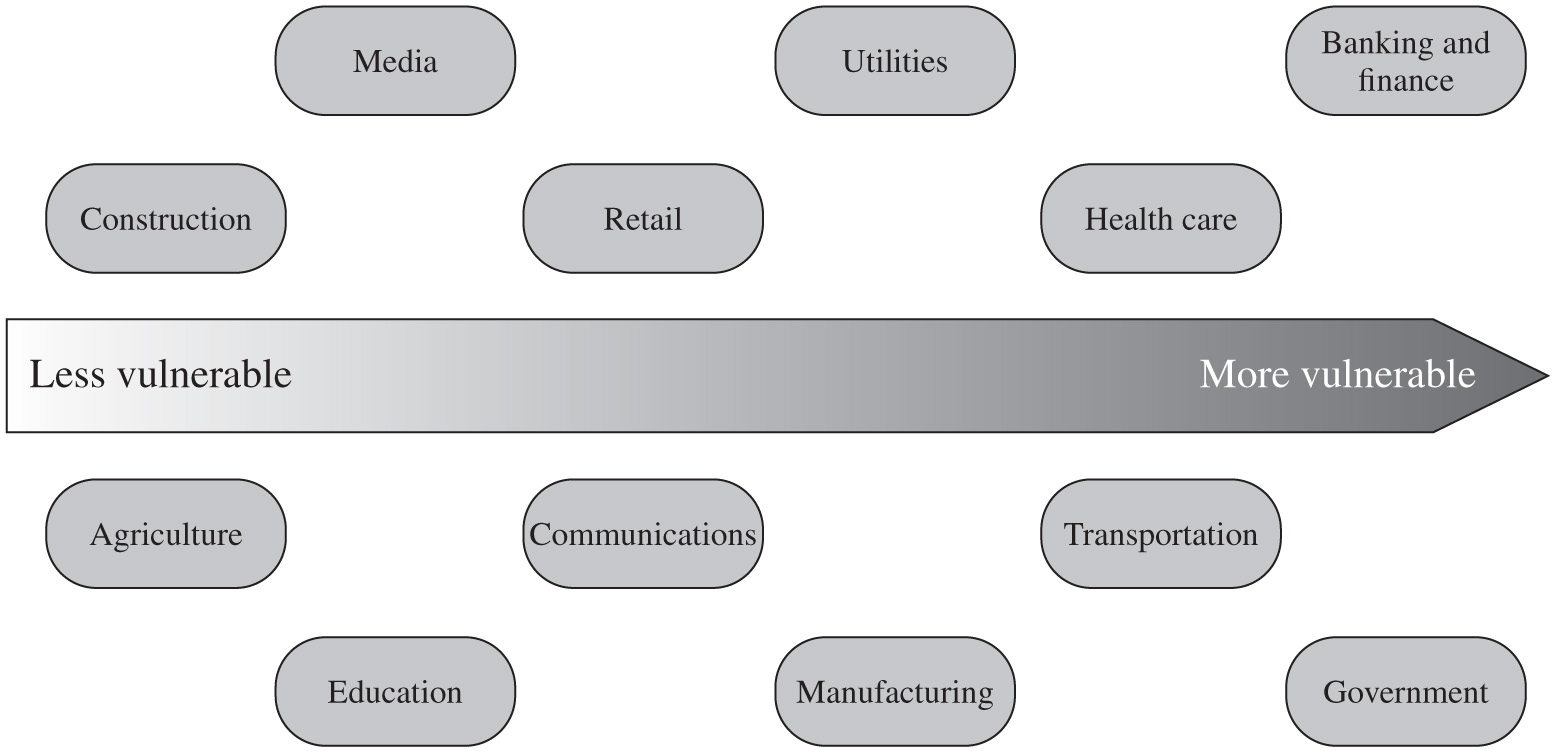 Media
Utilities
Banking and
finance
Construction
Retail
Health care
Less vulnerable
More vulnerable
Agriculture
Communications
Transportation
Education
Manufacturing
Government